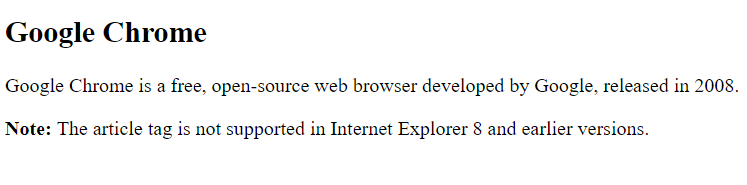 Google Chrome
Google Chrome is a free, open-source web browser developed by Google, released in 2008.
Note: The article tag is not supported in Internet Explorer 8 and earlier versions.